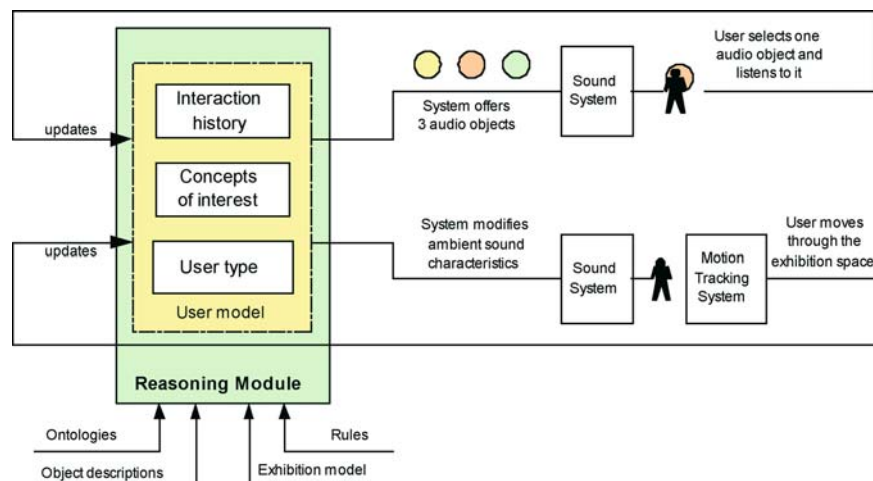 updates
Interaction
history
Concepts
of interest
updates
User type
User model
Reasoning Module
System offers
3 audio objects
Sound
System
User selects one
audio object and
listens to it
System modifies
ambient sound
characteristics
Sound
System
Motion
Tracking
System
User moves
through the
exhibition space
Ontologies
Rules
Object descriptions
Exhibition model